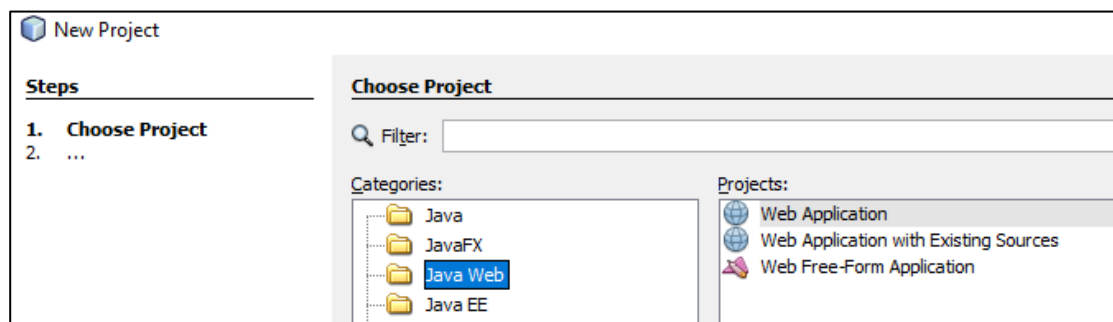 New Project
Steps
1. Choose Project
2. ...
Choose Project
Filter:
Categories:
Java
JavaFX
Java Web
Java EE
Projects:
Web Application
Web Application with Existing Sources
Web Free-Form Application